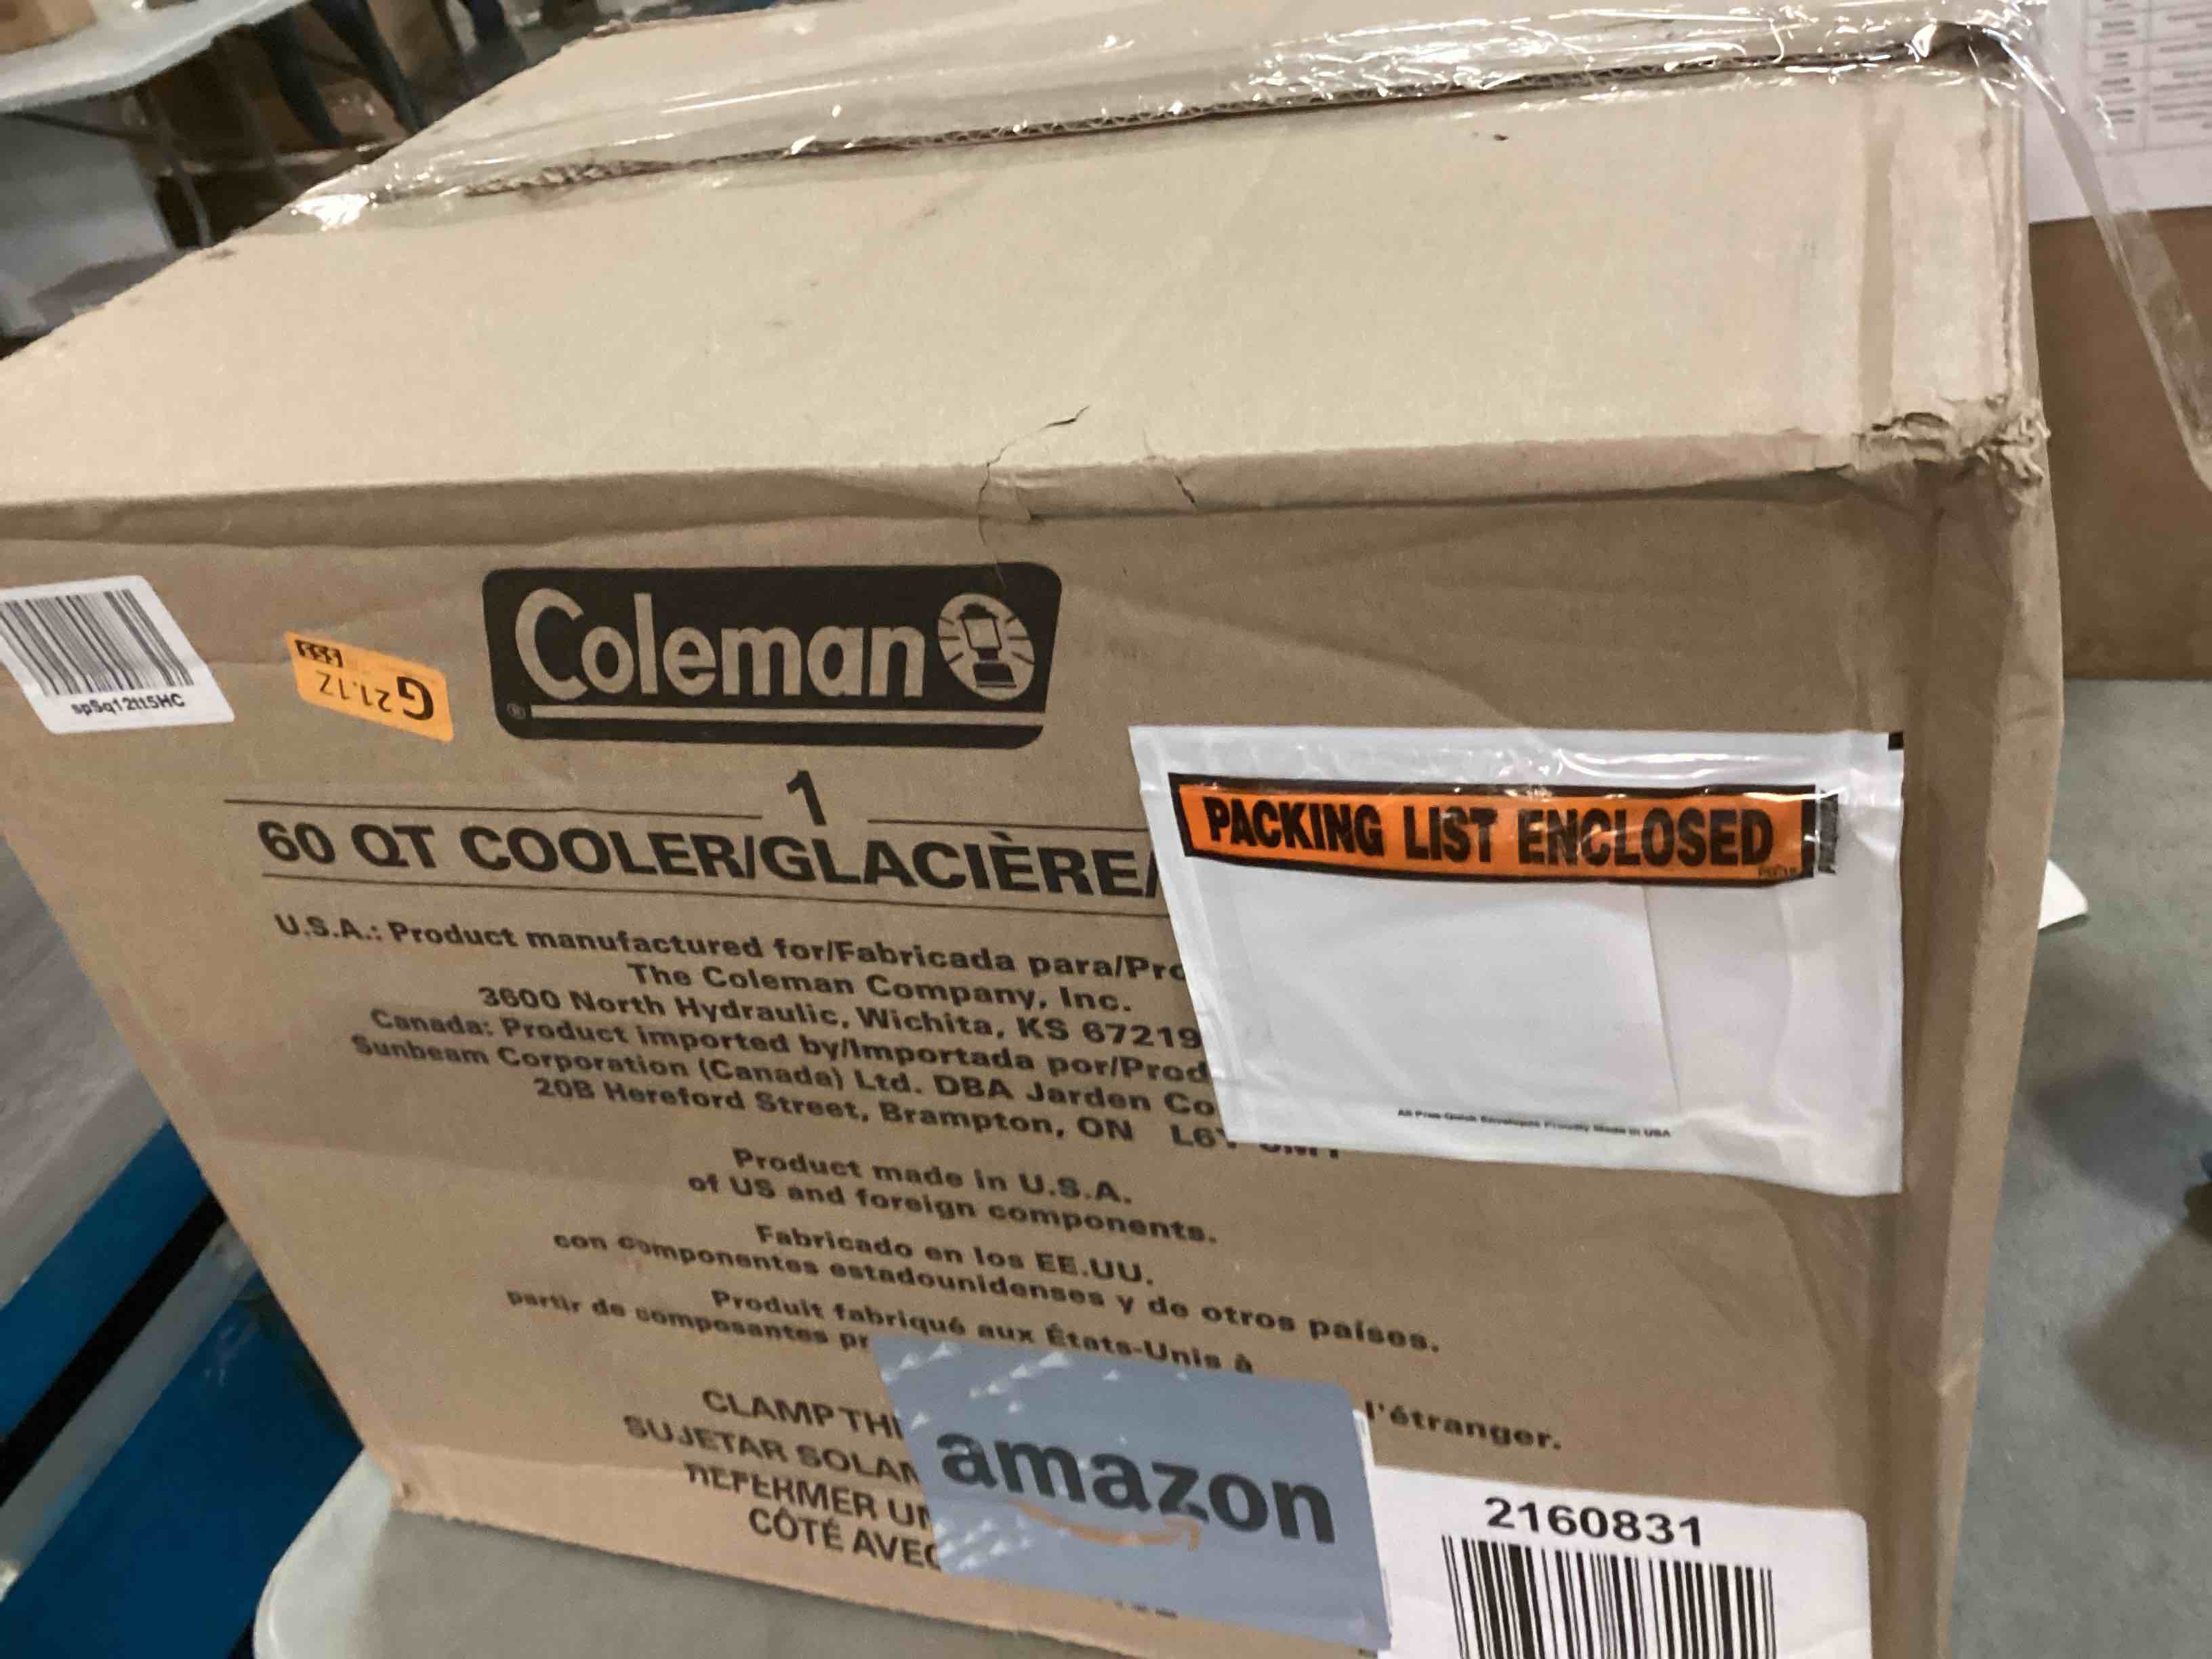 spSq12tt5HC
G 21.1Z
Coleman
®
1
60 QT COOLER/GLACIÈRE/
PACKING LIST ENCLOSED
U.S.A.: Product manufactured for/Fabricada para/Pro
The Coleman Company, Inc.
3600 North Hydraulic, Wichita, KS 67219
Canada: Product imported by/Importada por/Prod
Sunbeam Corporation (Canada) Ltd. DBA Jarden Co
20B Hereford Street, Brampton, ON L6Y
Product made in U.S.A.
of US and foreign components.
Fabricado en los EE.UU.
con componentes estadounidenses y de otros países.
Produit fabriqué aux États-Unis à
partir de composantes pr l'étranger.
CLAMP THI
SUJETAR SOLAM
REFERMER UN
CÔTÉ AVEC
amazon
2160831